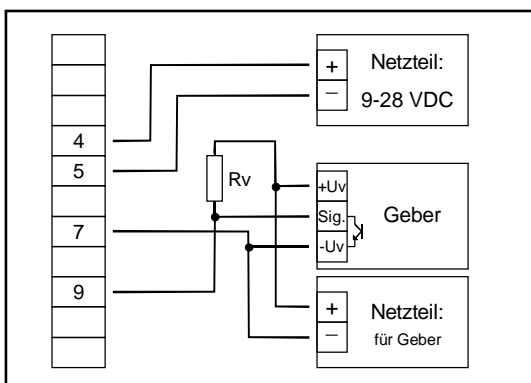 4
5
7
9
Rv
+
–
Netzteil:
9-28 VDC
+Uv
Sig.
-Uv
Geber
+
–
Netzteil:
für Geber